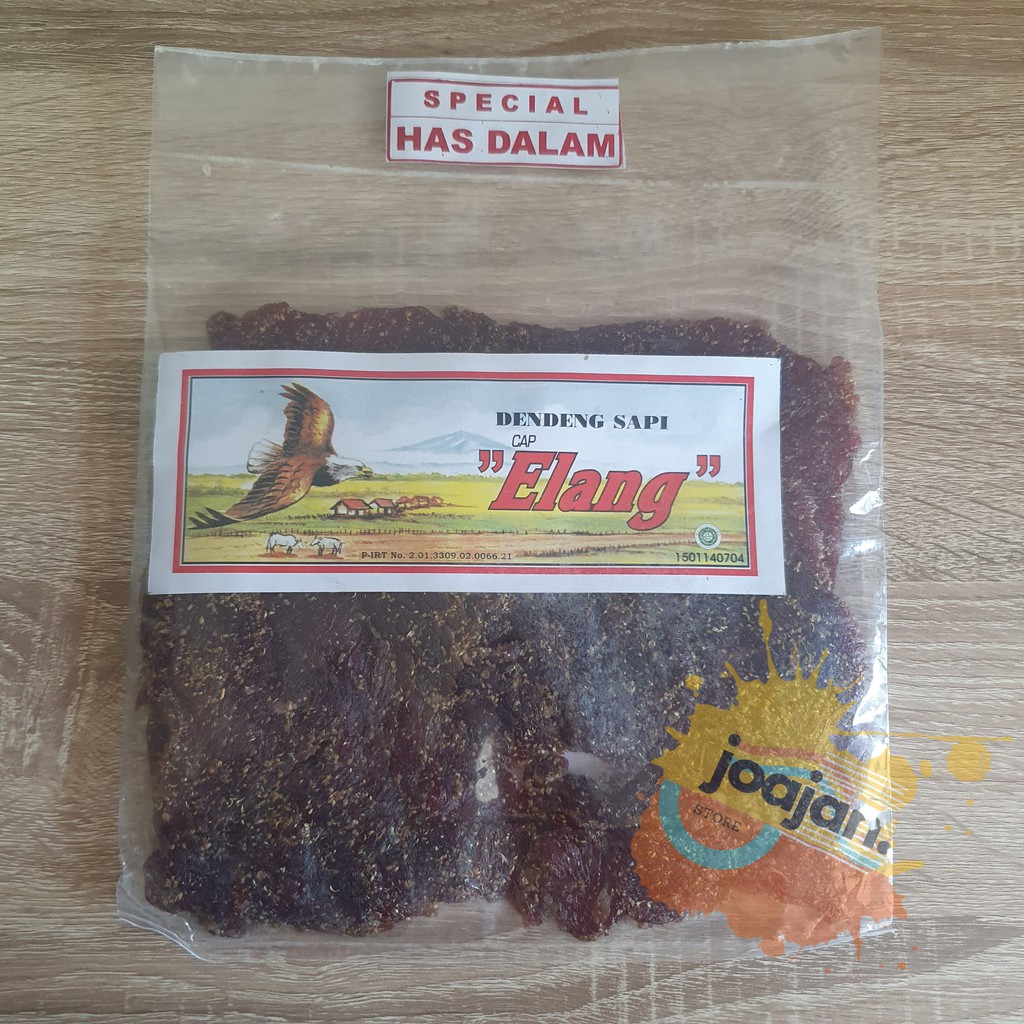 SPECIAL
HAS DALAM
DENDENG SAPI
CAP
"Elang"
P-IRT No. 2.01.3309.02.0066.21
1501140704
joajan.
STORE